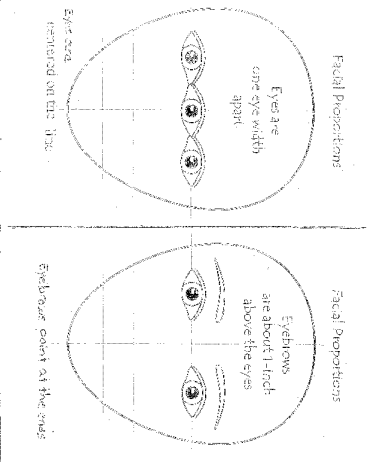 Facial Proportions
Eyes are
one eye width
apart
Eyes are
centered on the line
Facial Proportions
Eyebrows
are about 1-inch
above the eyes
Eyebrows point at the ends